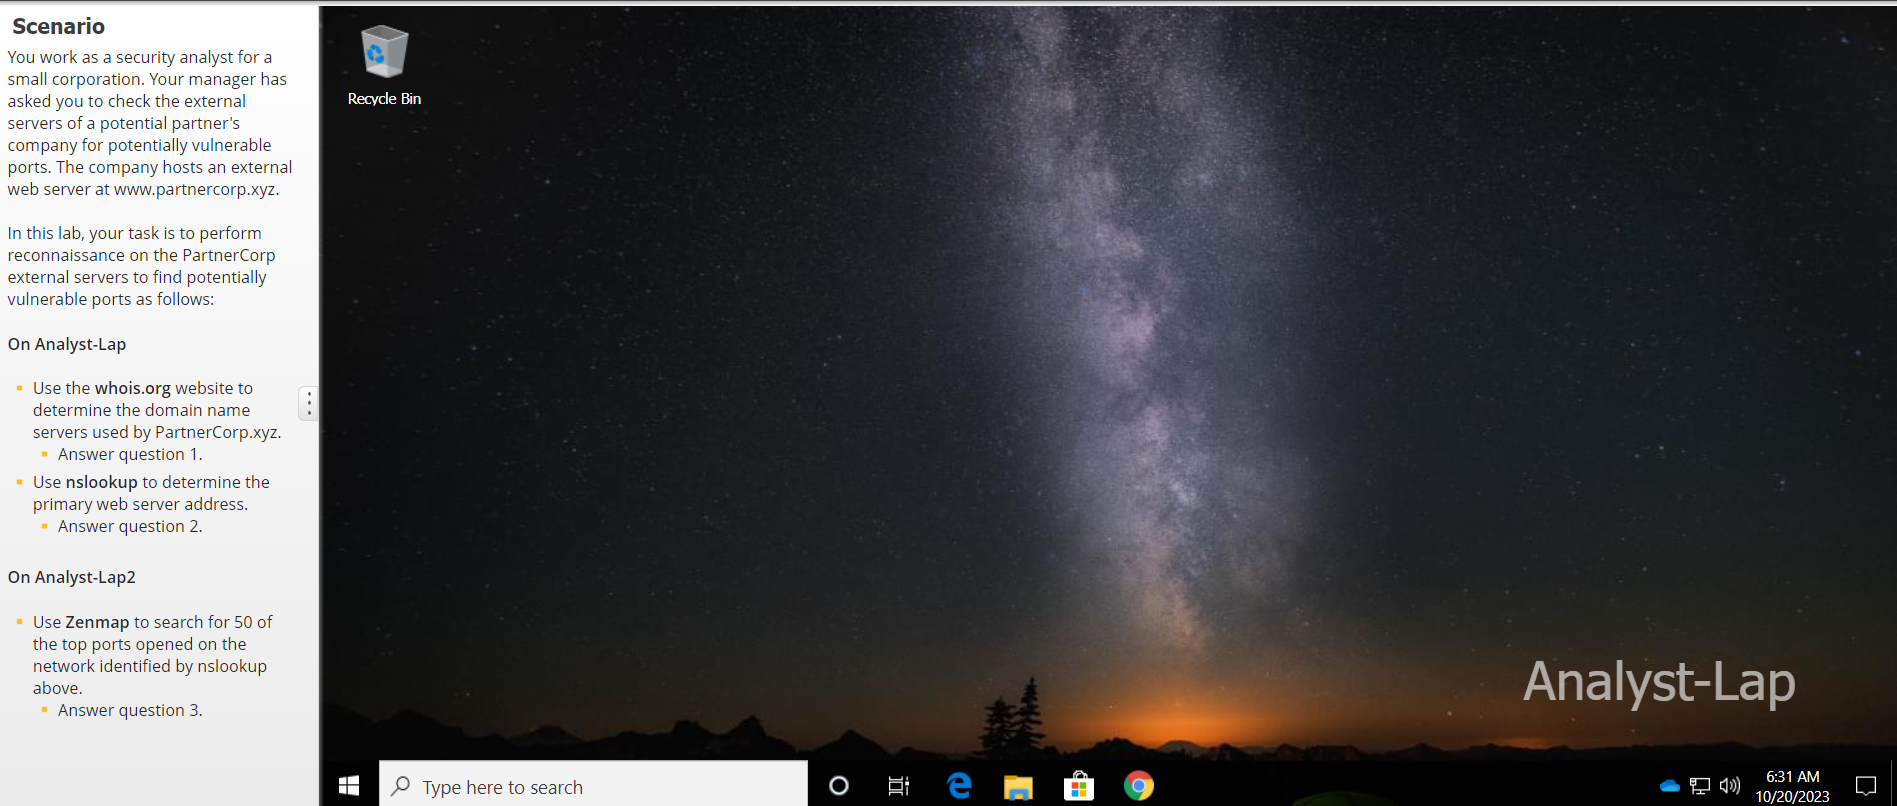 Scenario
You work as a security analyst for a
small corporation. Your manager has
asked you to check the external
servers of a potential partner's
company for potentially vulnerable
ports. The company hosts an external
web server at www.partnercorp.xyz.
In this lab, your task is to perform
reconnaissance on the PartnerCorp
external servers to find potentially
vulnerable ports as follows:
On Analyst-Lap
Use the whois.org website to
determine the domain name
servers used by PartnerCorp.xyz.
Answer question 1.
Use nslookup to determine the
primary web server address.
Answer question 2.
On Analyst-Lap2
Use Zenmap to search for 50 of
the top ports opened on the
network identified by nslookup
above.
Answer question 3.
Recycle Bin
Analyst-Lap
Type here to search
6:31 AM
10/20/2023